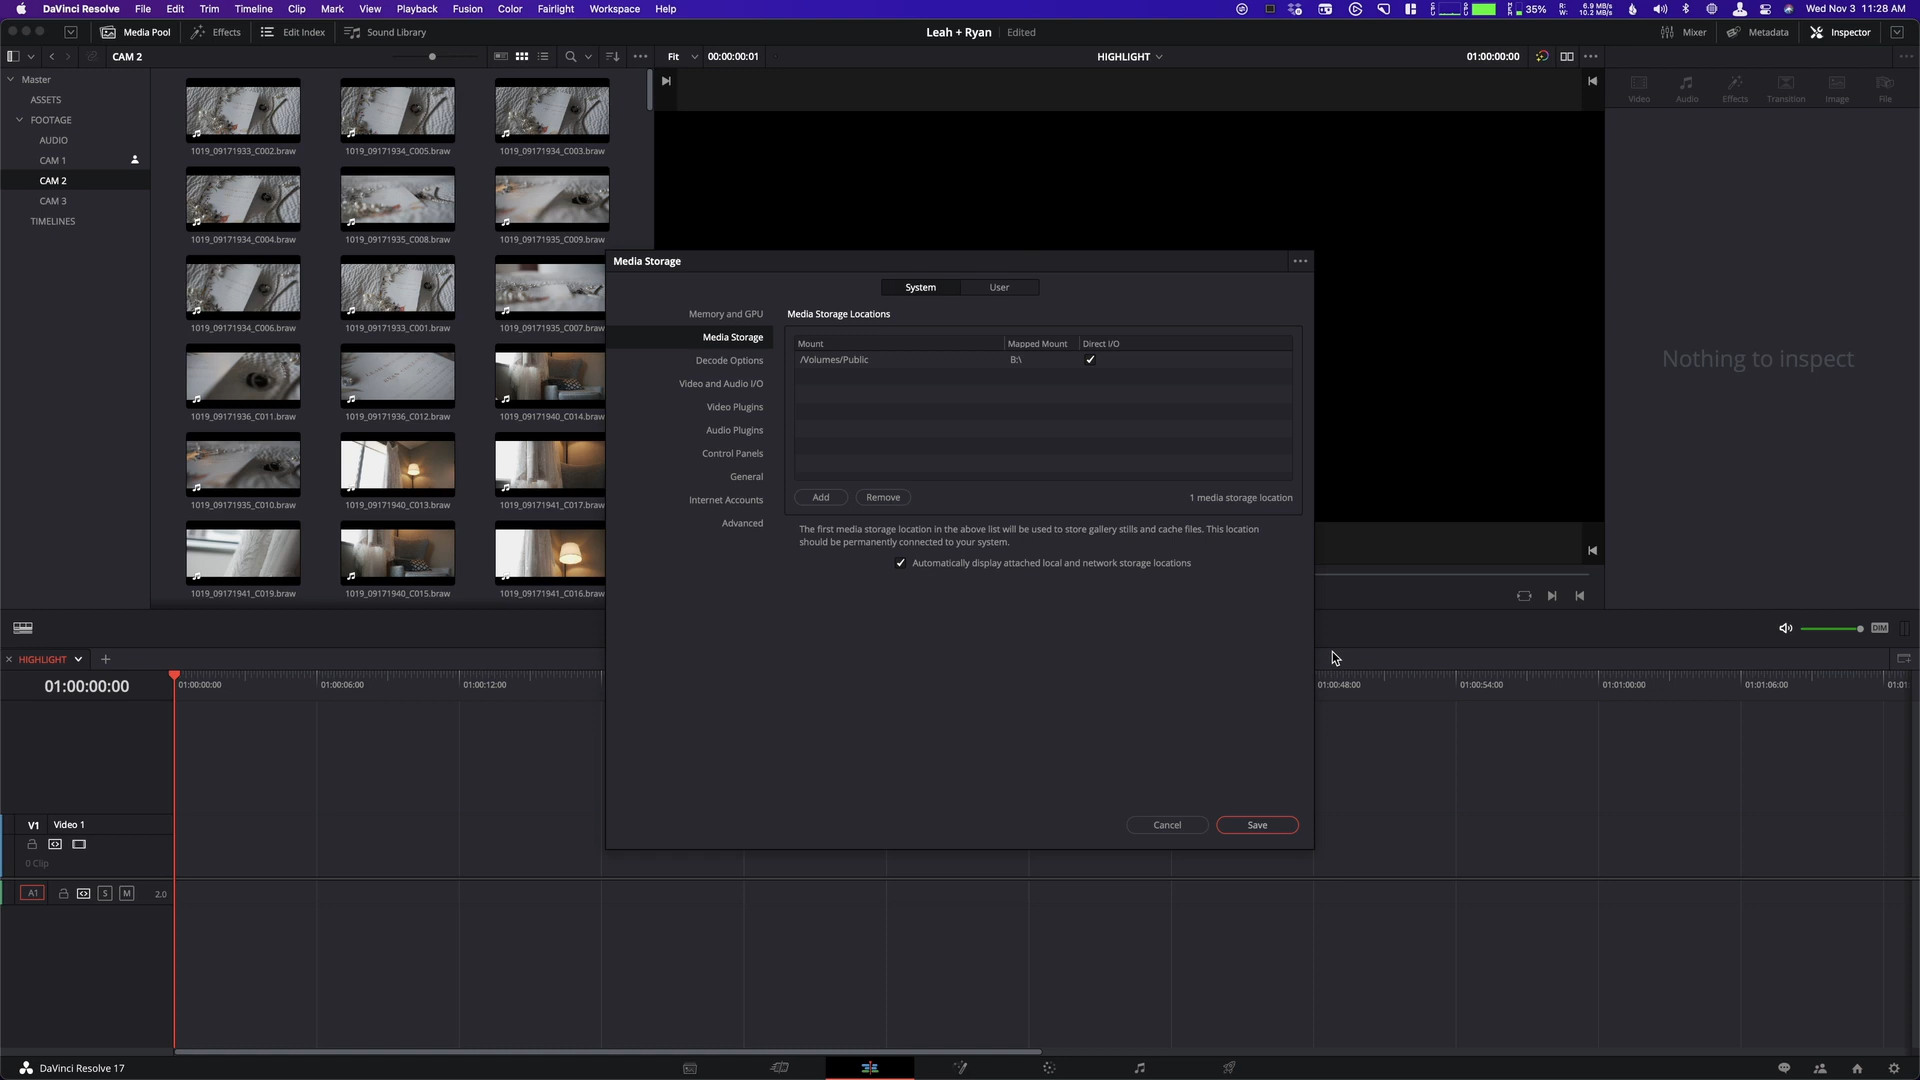 DaVinci Resolve File Edit Trim Timeline Clip Mark View Playback Fusion Color Fairlight Workspace Help
35%
R: 6.9 MB/s
W: 10.2 MB/s
Wed Nov 3 11:28 AM
Media Pool Effects Edit Index Sound Library
Leah + Ryan Edited
Mixer Metadata Inspector
CAM 2
Fit 00:00:00:01
HIGHLIGHT
01:00:00:00
Master
ASSETS
FOOTAGE
AUDIO
CAM 1
CAM 2
CAM 3
TIMELINES
1019_09171933_C002.braw 1019_09171934_C005.braw 1019_09171934_C003.braw
1019_09171934_C004.braw 1019_09171935_C008.braw 1019_09171935_C009.braw
1019_09171934_C006.braw 1019_09171933_C001.braw 1019_09171935_C007.braw
1019_09171936_C011.braw 1019_09171936_C012.braw 1019_09171940_C014.braw
1019_09171935_C010.braw 1019_09171940_C013.braw 1019_09171941_C017.braw
1019_09171941_C019.braw 1019_09171940_C015.braw 1019_09171941_C016.braw
Video Audio Effects Transition Image File
Nothing to inspect
Media Storage
System User
Memory and GPU
Media Storage
Decode Options
Video and Audio I/O
Video Plugins
Audio Plugins
Control Panels
General
Internet Accounts
Advanced
Media Storage Locations
Mount Mapped Mount Direct I/O
/Volumes/Public B:\
Add Remove 1 media storage location
The first media storage location in the above list will be used to store gallery stills and cache files. This location
should be permanently connected to your system.
Automatically display attached local and network storage locations
Cancel Save
DIM
HIGHLIGHT
01:00:00:00
01:00:00:00 01:00:06:00 01:00:12:00 01:00:48:00 01:00:54:00 01:01:00:00 01:01:06:00 01:01
V1 Video 1
0 Clip
A1 S M 2.0
DaVinci Resolve 17